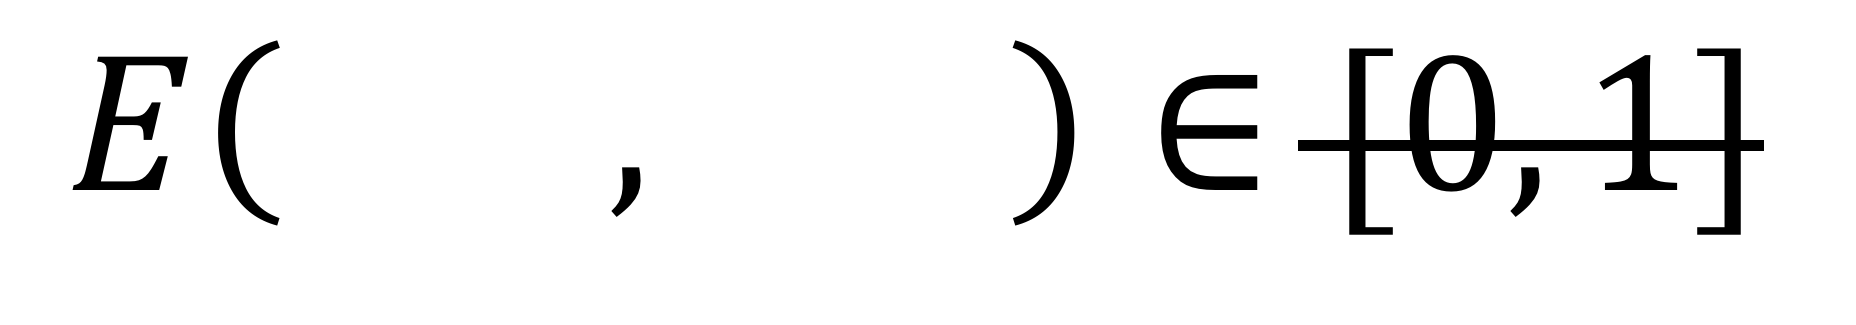 E( , ) ∈ [0, 1]